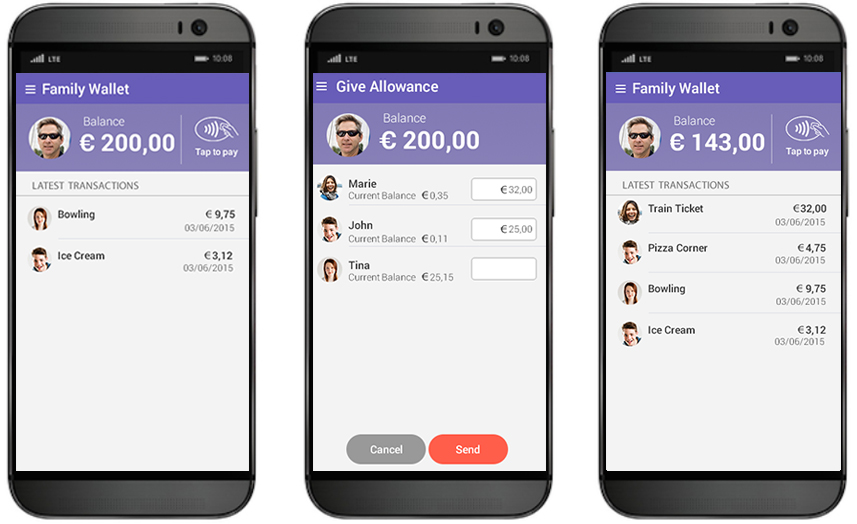 LTE 10:08
Family Wallet
Balance
€ 200,00
Tap to pay
LATEST TRANSACTIONS
Bowling € 9,75
03/06/2015
Ice Cream € 3,12
03/06/2015
LTE 10:08
Give Allowance
Balance
€ 200,00
Marie
Current Balance € 0,35 € 32,00
John
Current Balance € 0,11 € 25,00
Tina
Current Balance € 25,15
Cancel Send
LTE 10:08
Family Wallet
Balance
€ 143,00
Tap to pay
LATEST TRANSACTIONS
Train Ticket €32,00
03/06/2015
Pizza Corner € 4,75
03/06/2015
Bowling € 9,75
03/06/2015
Ice Cream € 3,12
03/06/2015